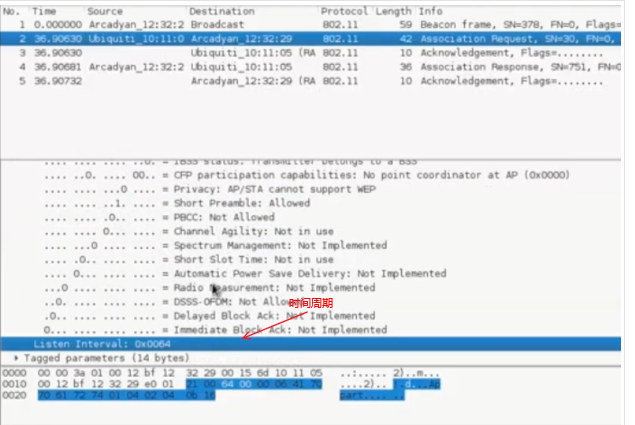 No. Time Source Destination Protocol Length Info
1 0.000000 Arcadyan_12:32:2 Broadcast 802.11 59 Beacon frame, SN=378, FN=0, Flags=
2 36.90630 Ubiquiti_10:11:0 Arcadyan_12:32:29 802.11 42 Association Request, SN=30, FN=0,
3 36.90630 Ubiquiti_10:11:05 (RA 802.11 10 Acknowledgement, Flags=........
4 36.90681 Arcadyan_12:32:2 Ubiquiti_10:11:05 802.11 36 Association Response, SN=751, FN=0
5 36.90732 Arcadyan_12:32:29 (RA 802.11 10 Acknowledgement, Flags=........
.... .... .... ..0. = IBSS status: Transmitter belongs to a BSS
.... ..0. .... 00.. = CFP participation capabilities: No point coordinator at AP (0x0000)
.... .... ...0 .... = Privacy: AP/STA cannot support WEP
.... .... ..1. .... = Short Preamble: Allowed
.... .... .0.. .... = PBCC: Not Allowed
.... .... 0... .... = Channel Agility: Not in use
.... ...0 .... .... = Spectrum Management: Not Implemented
.... .0.. .... .... = Short Slot Time: Not in use
.... 0... .... .... = Automatic Power Save Delivery: Not Implemented
...0 .... .... .... = Radio Measurement: Not Implemented
..0. .... .... .... = DSSS-OFDM: Not Allowed
时间周期
.0.. .... .... .... = Delayed Block Ack: Not Implemented
0... .... .... .... = Immediate Block Ack: Not Implemented
Listen Interval: 0x0064
Tagged parameters (14 bytes)
0000 00 00 3a 01 00 12 bf 12 32 29 00 15 6d 10 11 05 ..:..... 2)..m...
0010 00 12 bf 12 32 29 e0 01 21 00 64 00 00 06 41 70 ....2).. !.d...Ap
0020 70 61 72 74 01 04 02 04 0b 16 part.... ..